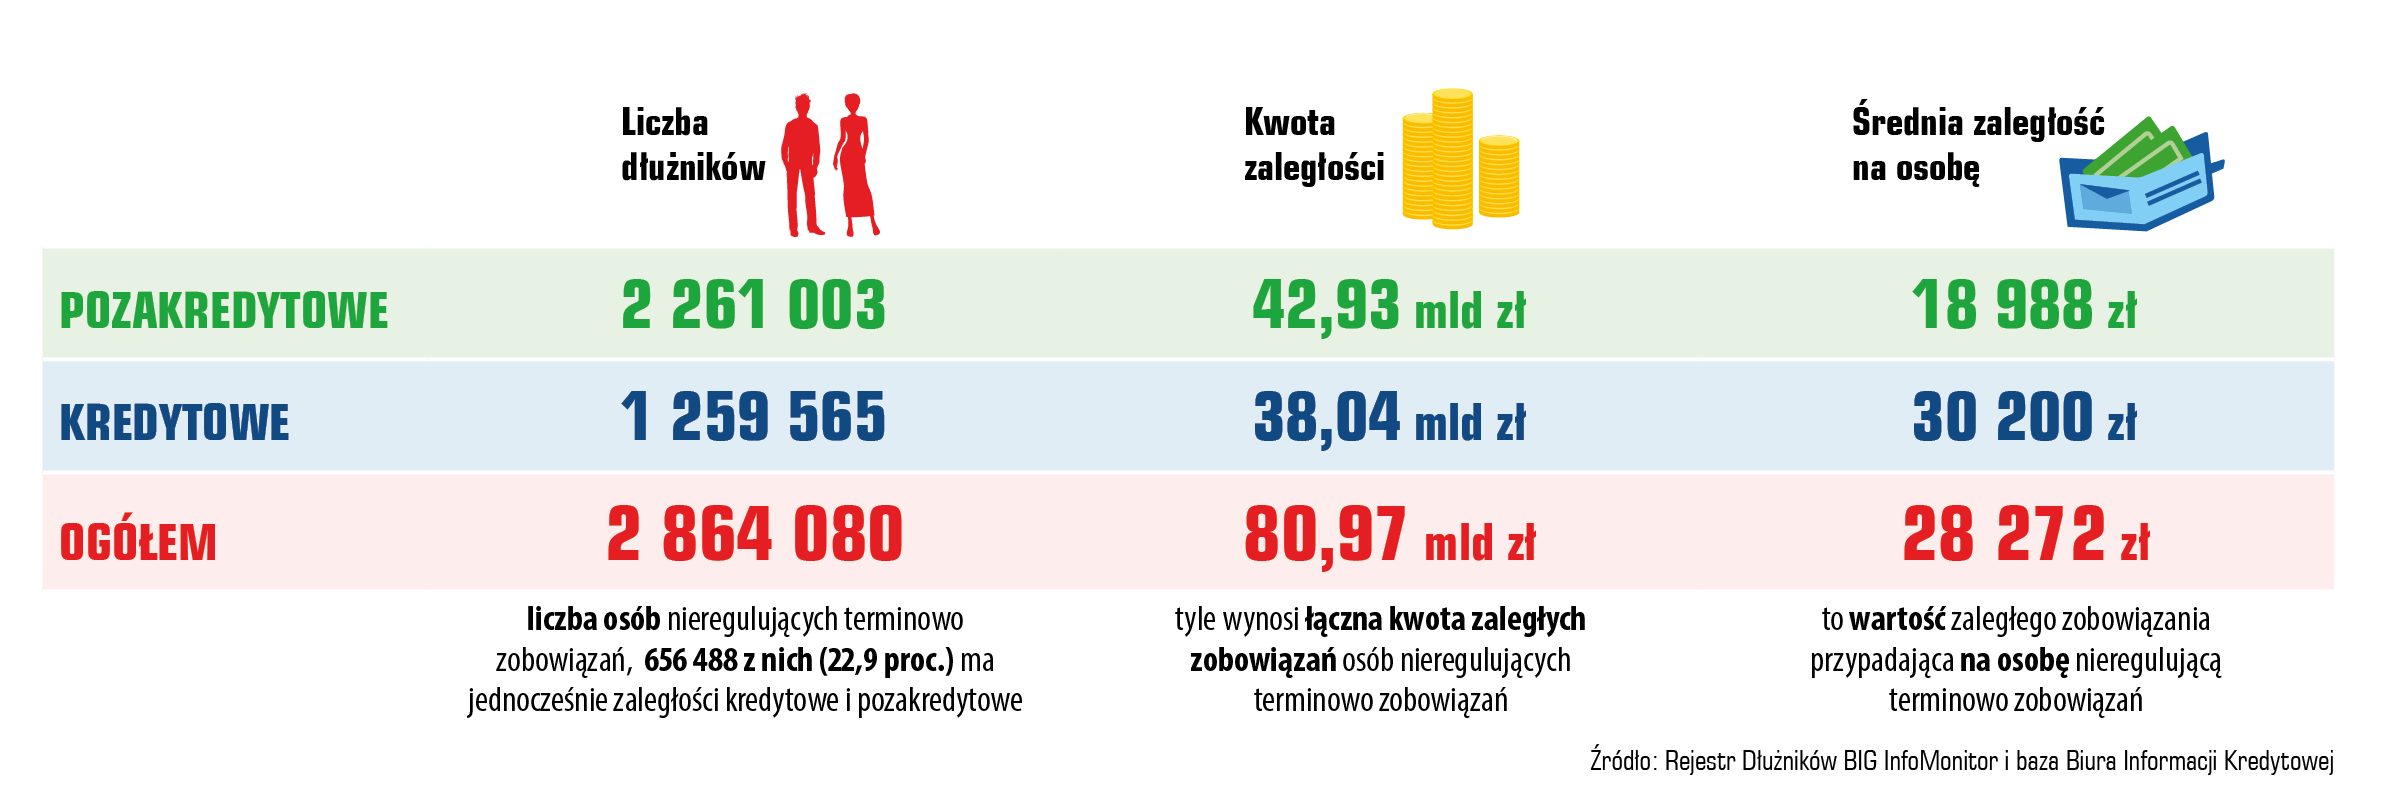 Liczba
dłużników
Kwota
zaległości
Średnia zaległość
na osobę
POZAKREDYTOWE 2 261 003 42,93 mld zł 18 988 zł
KREDYTOWE 1 259 565 38,04 mld zł 30 200 zł
OGÓŁEM 2 864 080 80,97 mld zł 28 272 zł
liczba osób nieregulujących terminowo
zobowiązań, 656 488 z nich (22,9 proc.) ma
jednocześnie zaległości kredytowe i pozakredytowe
tyle wynosi łączna kwota zaległych
zobowiązań osób nieregulujących
terminowo zobowiązań
to wartość zaległego zobowiązania
przypadająca na osobę nieregulującą
terminowo zobowiązań
Źródło: Rejestr Dłużników BIG InfoMonitor i baza Biura Informacji Kredytowej